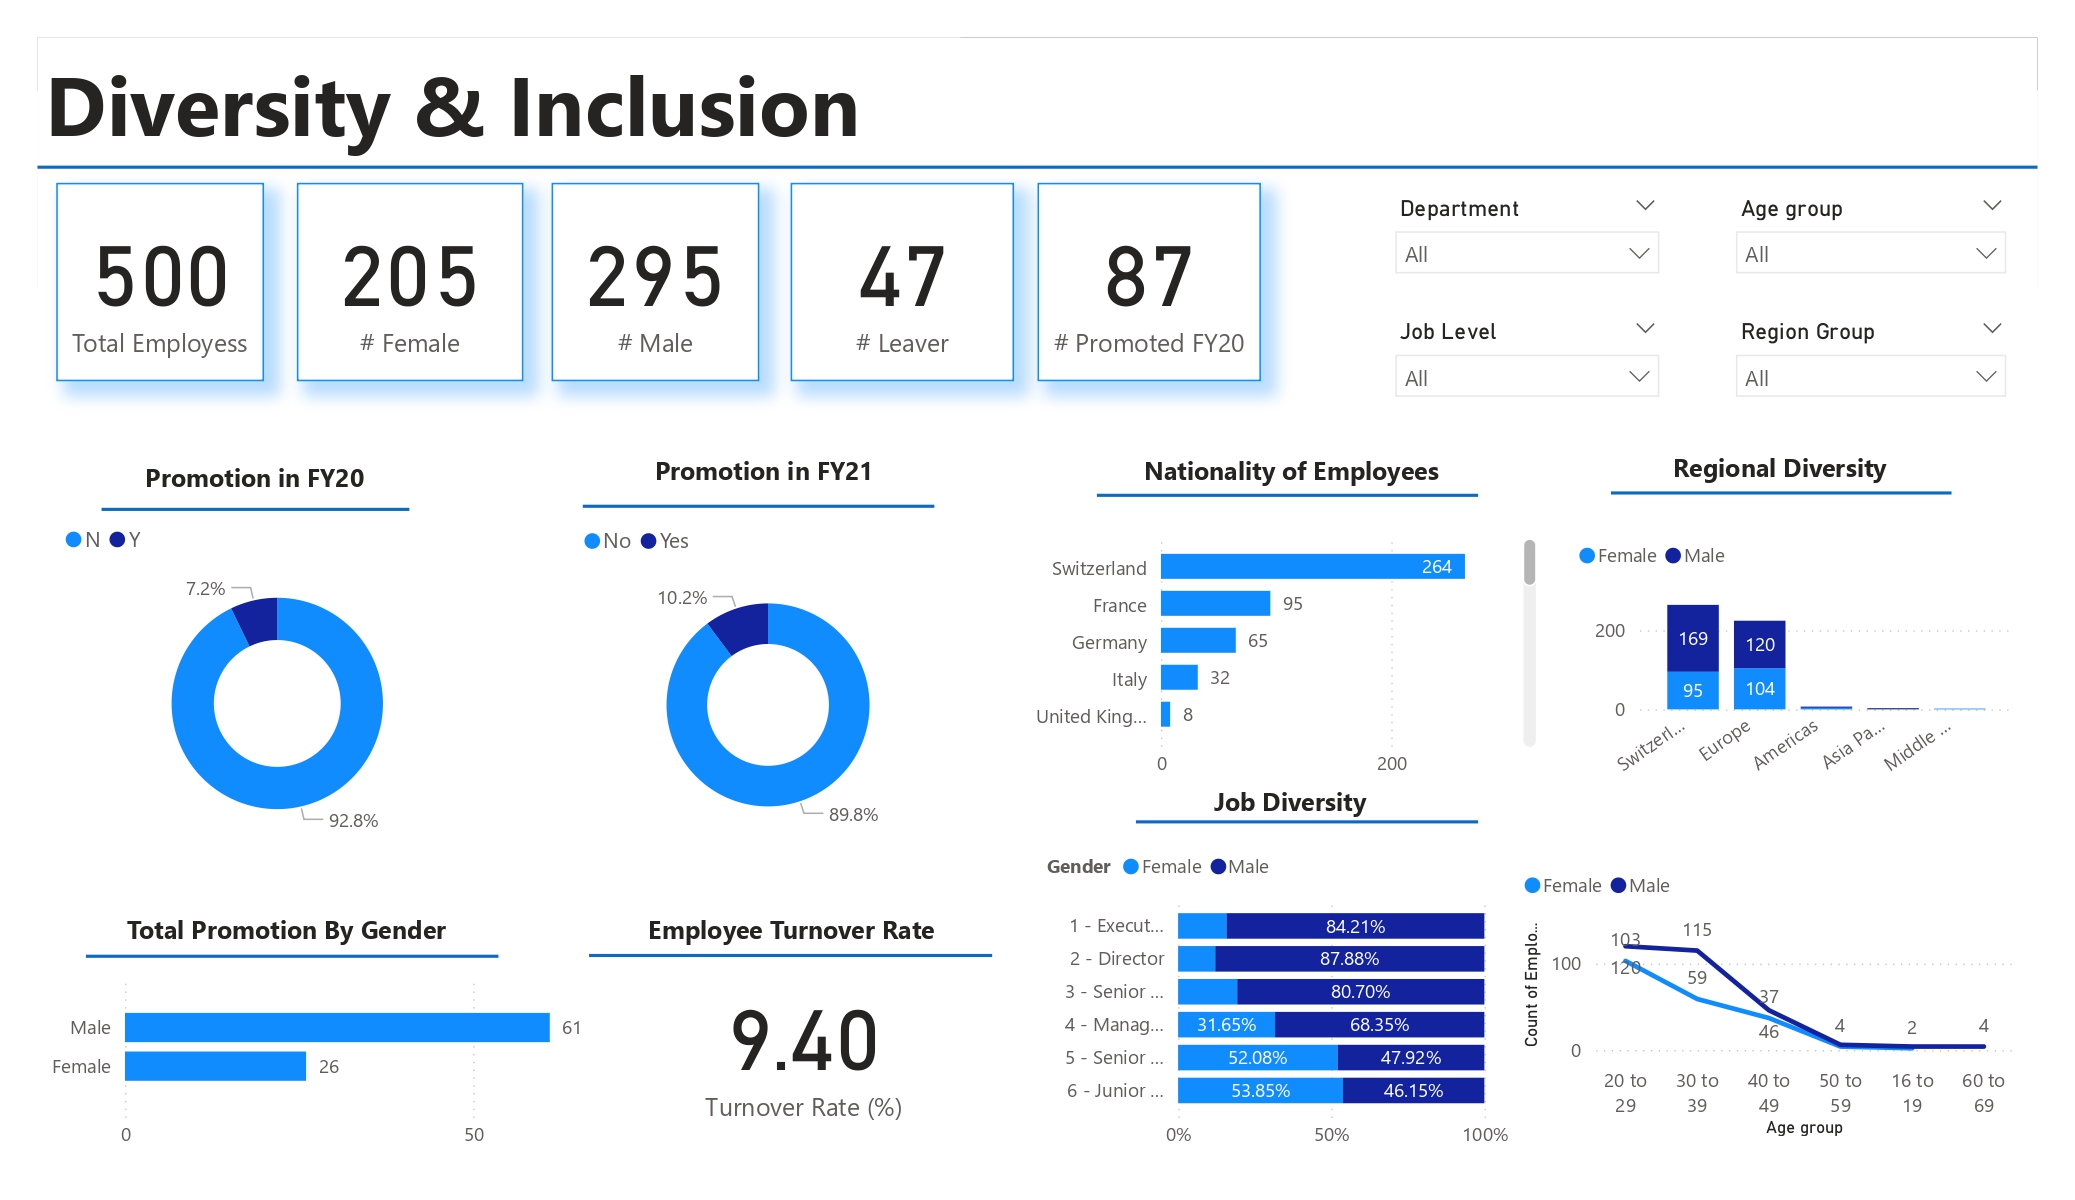 Diversity & Inclusion
500
Total Employess
205
# Female
295
# Male
47
# Leaver
87
# Promoted FY20
Department
All
Age group
All
Job Level
All
Region Group
All
Promotion in FY20
N Y
7.2%
92.8%
Promotion in FY21
No Yes
10.2%
89.8%
Nationality of Employees
Switzerland 264
France 95
Germany 65
Italy 32
United King... 8
0 200
Regional Diversity
Female Male
200
0
169
95
120
104
Switzerl...
Europe
Americas
Asia Pa...
Middle ...
Total Promotion By Gender
Male 61
Female 26
0 50
Employee Turnover Rate
9.40
Turnover Rate (%)
Job Diversity
Gender Female Male
1 - Execut... 84.21%
2 - Director 87.88%
3 - Senior ... 80.70%
4 - Manag... 31.65% 68.35%
5 - Senior ... 52.08% 47.92%
6 - Junior ... 53.85% 46.15%
0% 50% 100%
Female Male
Count of Emplo...
100
0
103
120
115
59
37
46
4
2
4
20 to
29
30 to
39
40 to
49
50 to
59
16 to
19
60 to
69
Age group